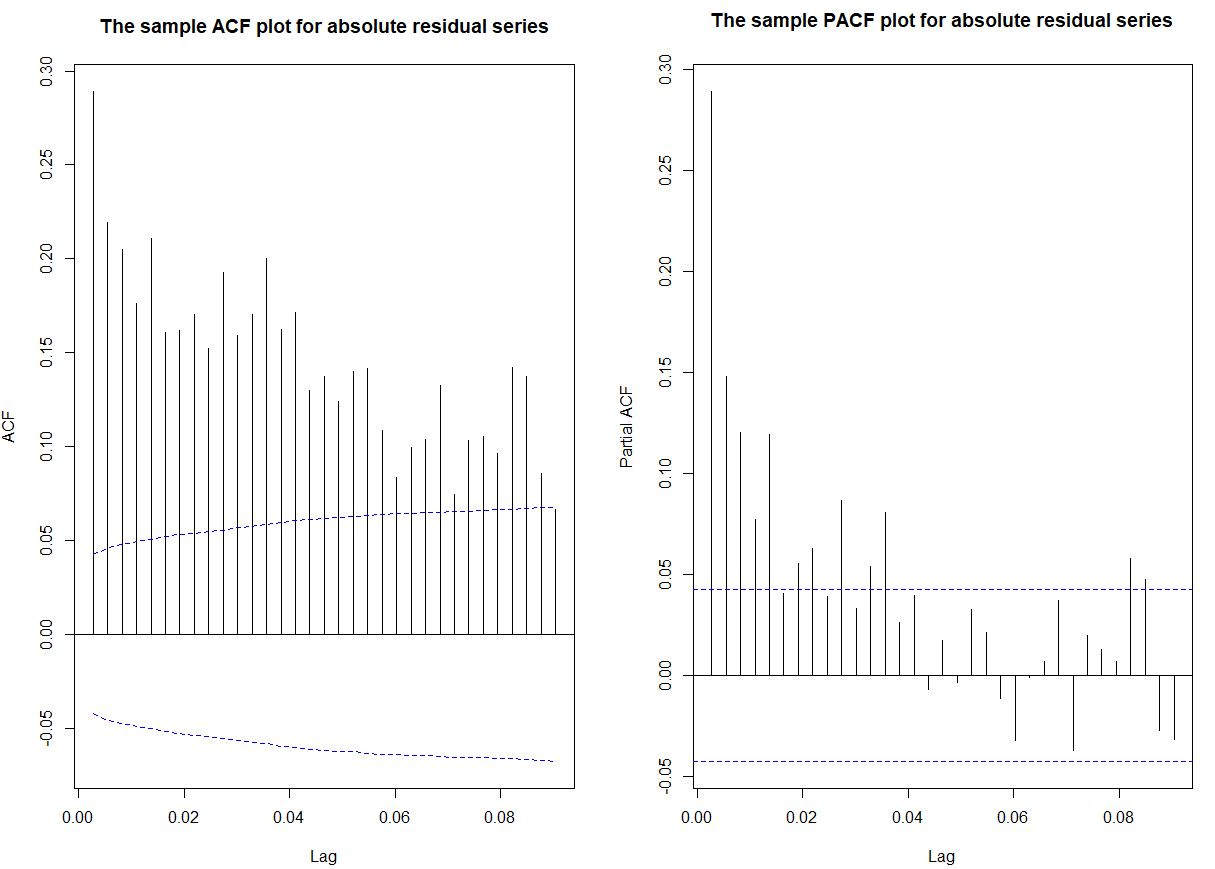 The sample ACF plot for absolute residual series
ACF
0.30
0.25
0.20
0.15
0.10
0.05
0.00
-0.05
0.00 0.02 0.04 0.06 0.08
Lag
The sample PACF plot for absolute residual series
Partial ACF
0.30
0.25
0.20
0.15
0.10
0.05
0.00
-0.05
0.00 0.02 0.04 0.06 0.08
Lag